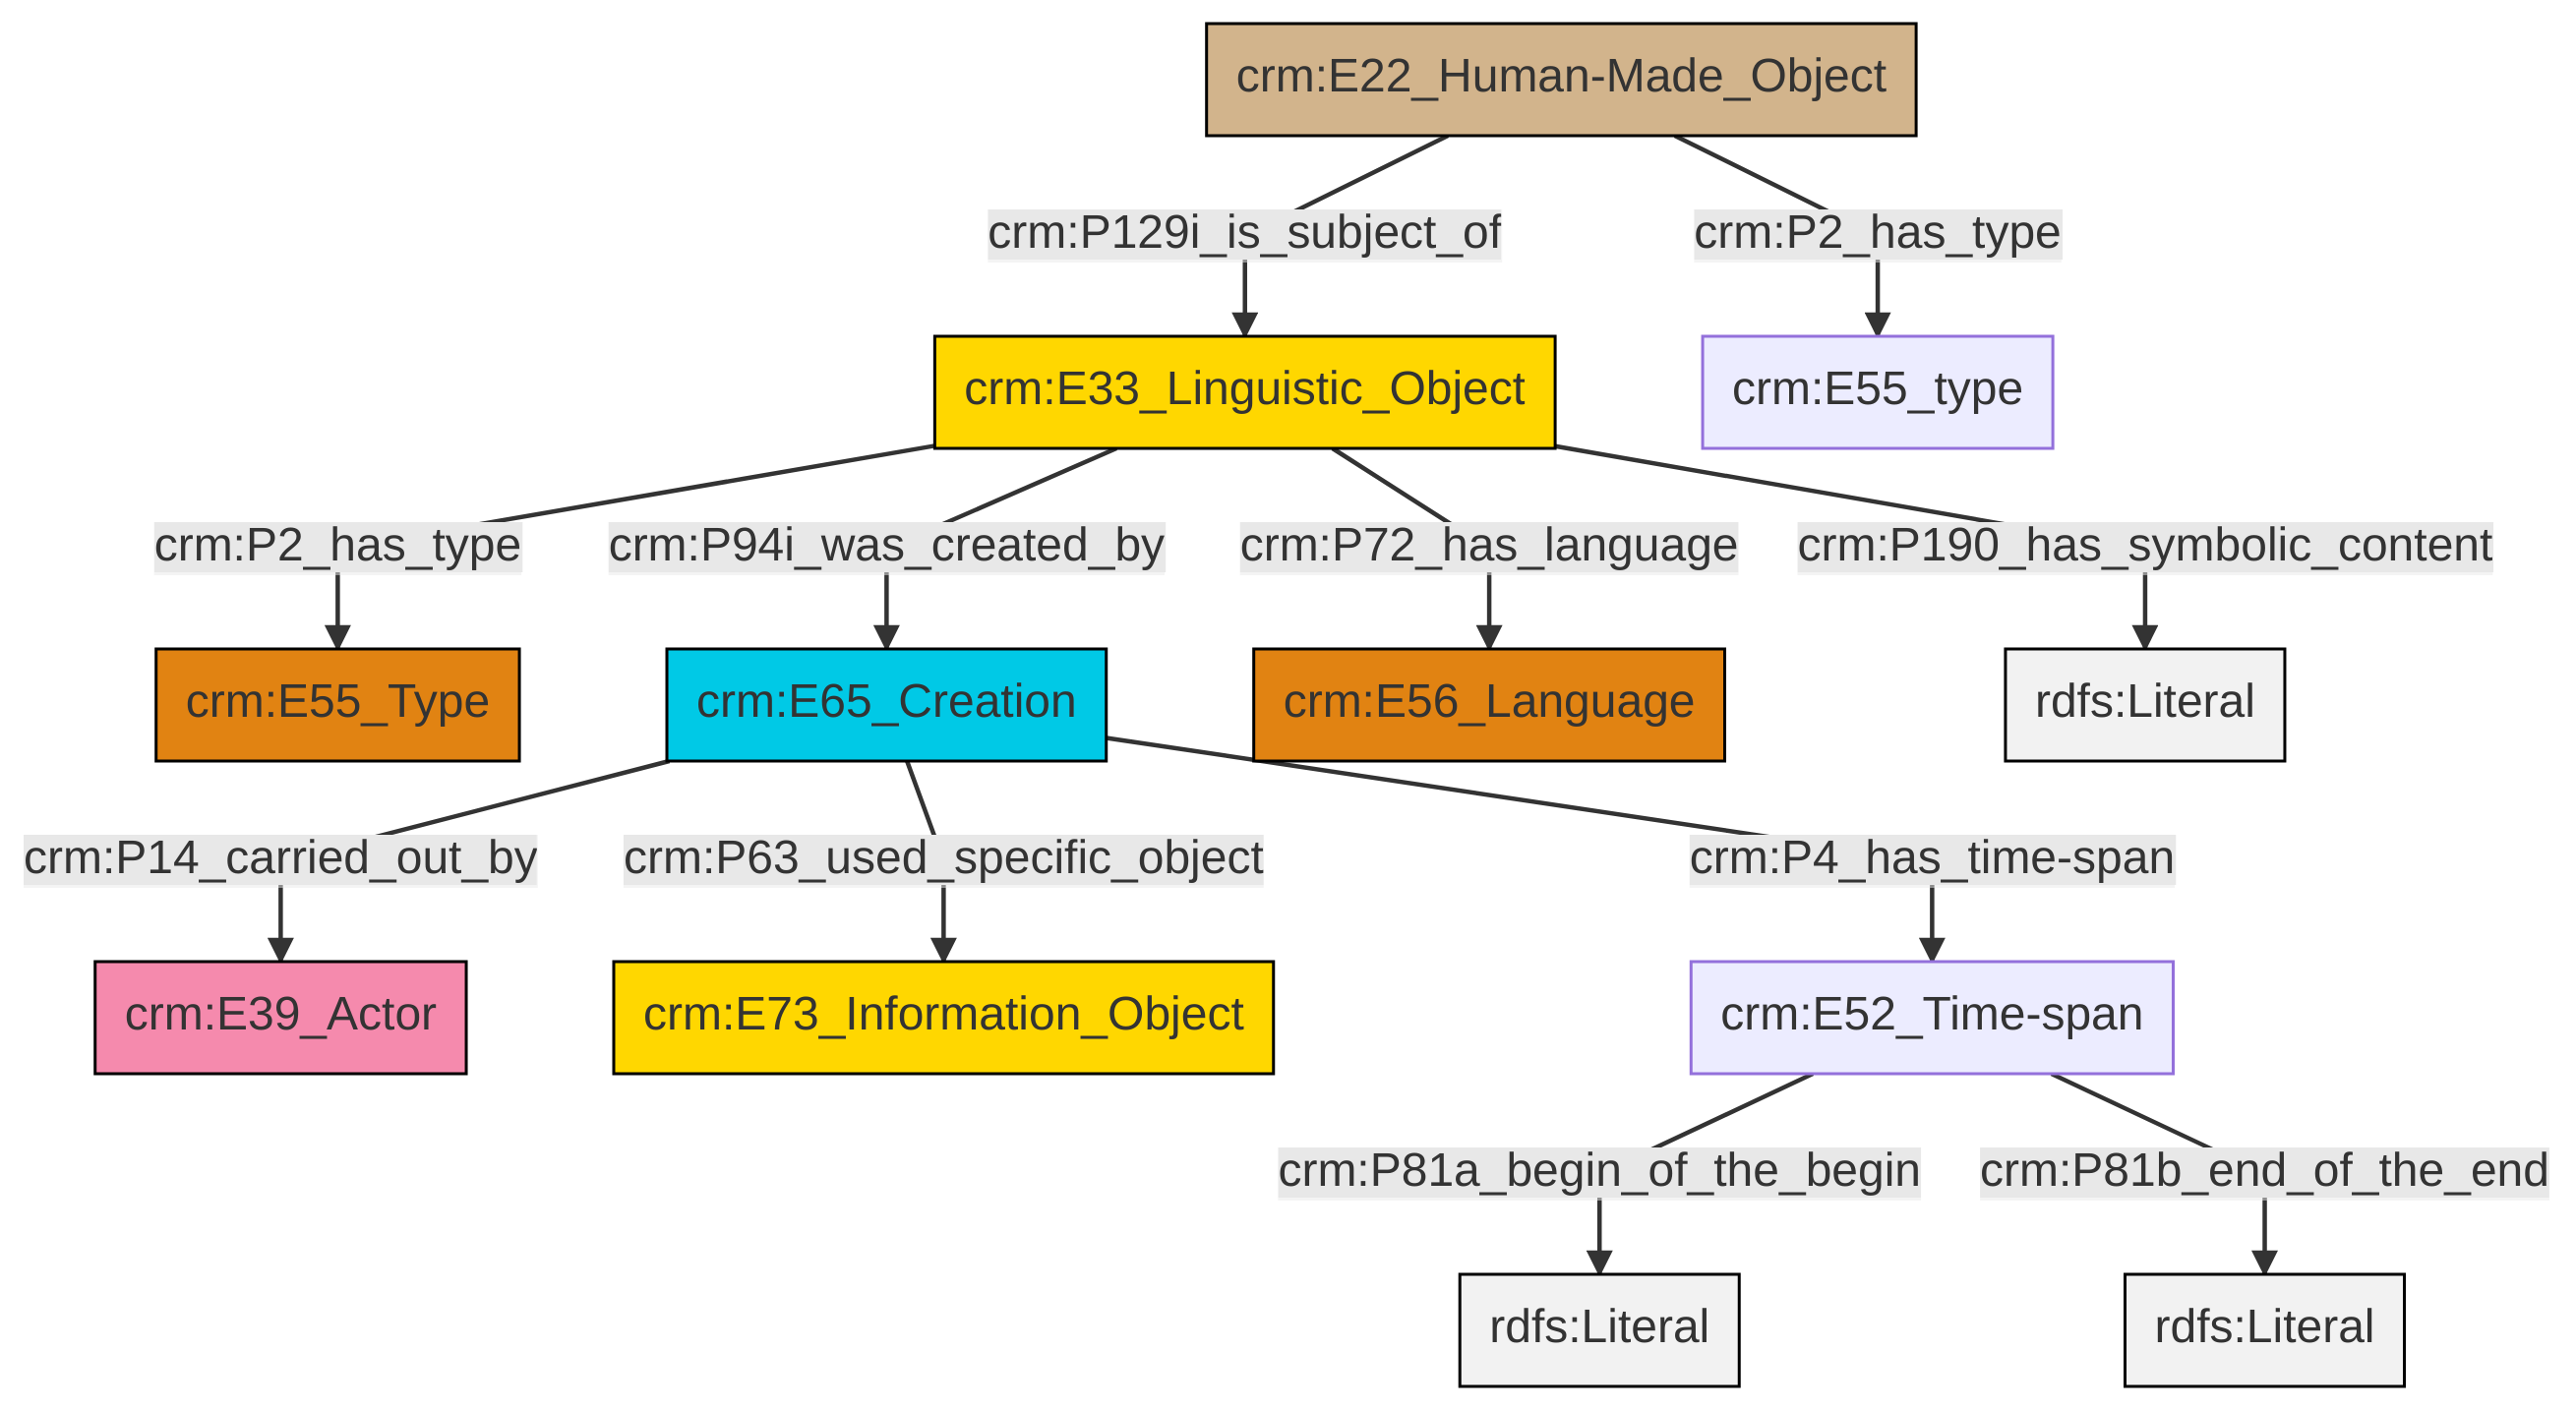 crm:E22_Human-Made_Object
crm:P129i_is_subject_of
crm:P2_has_type
crm:E33_Linguistic_Object
crm:E55_type
crm:P2_has_type
crm:P94i_was_created_by
crm:P72_has_language
crm:P190_has_symbolic_content
crm:E55_Type
crm:E65_Creation
crm:E56_Language
rdfs:Literal
crm:P14_carried_out_by
crm:P63_used_specific_object
crm:P4_has_time-span
crm:E39_Actor
crm:E73_Information_Object
crm:E52_Time-span
crm:P81a_begin_of_the_begin
crm:P81b_end_of_the_end
rdfs:Literal
rdfs:Literal